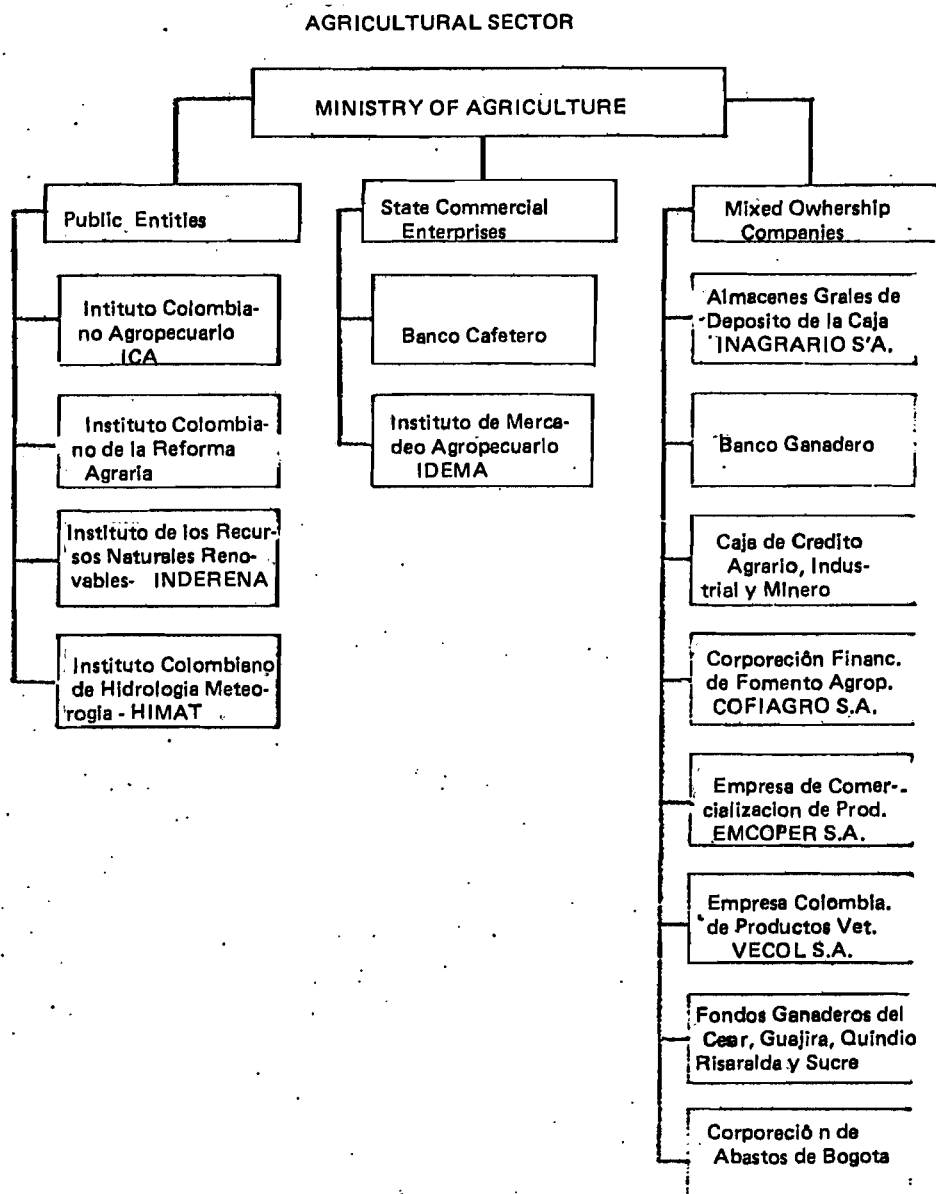 AGRICULTURAL SECTOR
MINISTRY OF AGRICULTURE
Public Entities
Intituto Colombia-
no Agropecuario
ICA
Instituto Colombia-
no de la Reforma
Agraria
Instituto de los Recur-
sos Naturales Reno-
vables- INDERENA
Instituto Colombiano
de Hidrologia Meteo-
rogia - HIMAT
State Commercial
Enterprises
Banco Cafetero
Instituto de Merca-
deo Agropecuario
IDEMA
Mixed Owhership
Companies
Almacenes Grales de
Deposito de la Caja
INAGRARIO S'A.
Banco Ganadero
Caja de Credito
Agrario, Indus-
trial y Minero
Corporeción Financ.
de Fomento Agrop.
COFIAGRO S.A.
Empresa de Comer-
cializacion de Prod.
EMCOPER S.A.
Empresa Colombia.
de Productos Vet.
VECOL S.A.
Fondos Ganaderos del
Cesr, Guajira, Quindio
Risaralda y Sucre
Corporeció n de
Abastos de Bogota